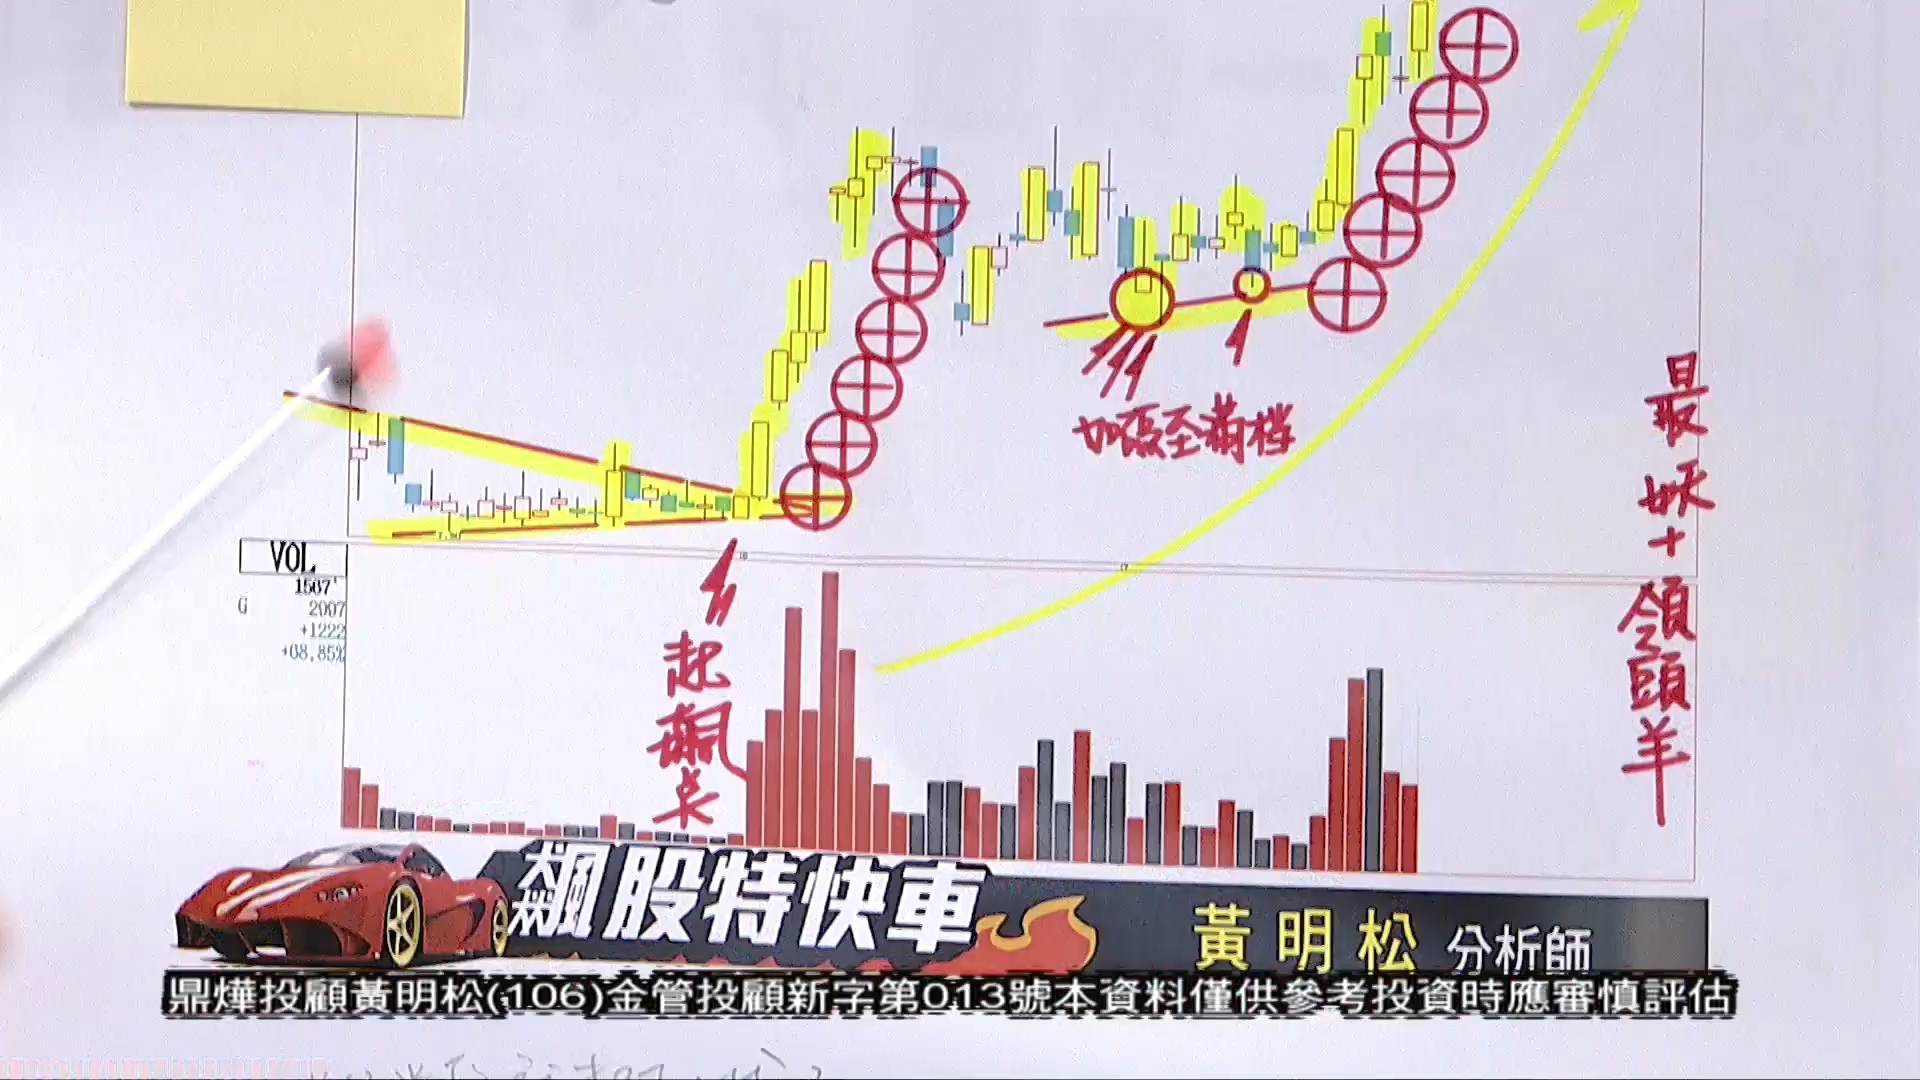 加碼至滿檔
最妖+領頭羊
VOL
1567
G 2007
+1222
+08.85%
起飆点
飆股特快車
黃明松 分析師
鼎燁投顧黃明松(106)金管投顧新字第013號本資料僅供參考投資時應審慎評估